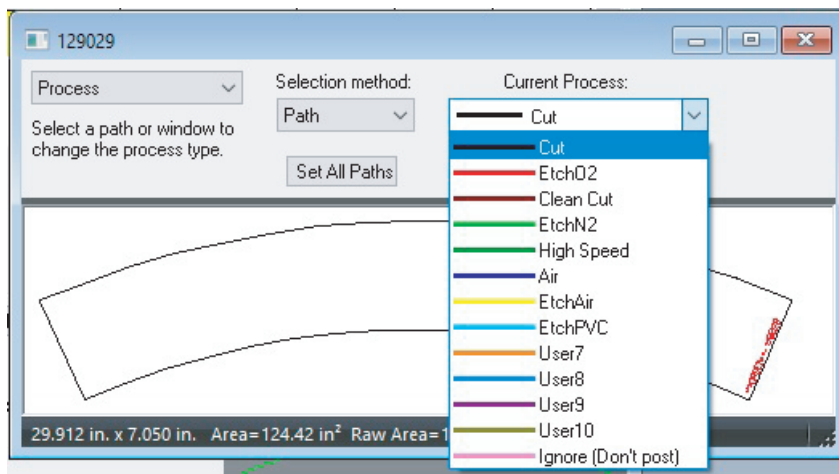 129029
Process
Selection method:
Current Process:
Path
Cut
Select a path or window to
change the process type.
Set All Paths
Cut
EtchO2
Clean Cut
EtchN2
High Speed
Air
EtchAir
EtchPVC
User7
User8
User9
User10
Ignore (Don't post)
29.912 in. x 7.050 in. Area=124.42 in² Raw Area=1